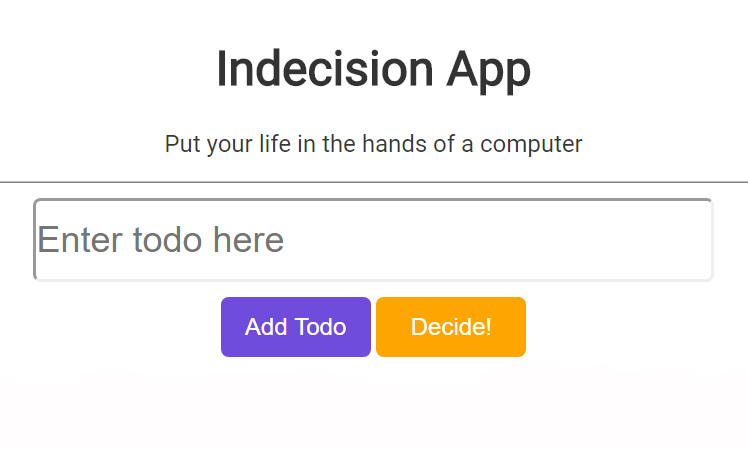 Indecision App
Put your life in the hands of a computer
Enter todo here
Add Todo Decide!